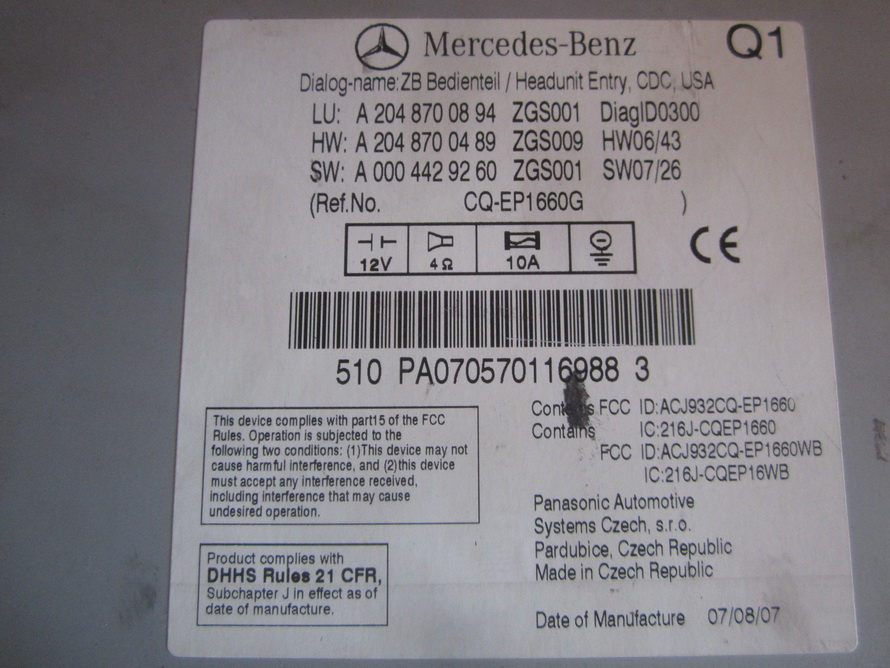 Mercedes-Benz Q1
Dialog-name:ZB Bedienteil / Headunit Entry, CDC, USA
LU: A 204 870 08 94 ZGS001 DiagID0300
HW: A 204 870 04 89 ZGS009 HW06/43
SW: A 000 442 92 60 ZGS001 SW07/26
(Ref.No. CQ-EP1660G )
12V 4Ω 10A
CE
510 PA070570116988 3
This device complies with part15 of the FCC
Rules. Operation is subjected to the
following two conditions: (1)This device may not
cause harmful interference, and (2)this device
must accept any interference received,
including interference that may cause
undesired operation.
Product complies with
DHHS Rules 21 CFR,
Subchapter J in effect as of
date of manufacture.
Contains FCC ID:ACJ932CQ-EP1660
Contains IC:216J-CQEP1660
FCC ID:ACJ932CQ-EP1660WB
IC:216J-CQEP16WB
Panasonic Automotive
Systems Czech, s.r.o.
Pardubice, Czech Republic
Made in Czech Republic
Date of Manufacture 07/08/07